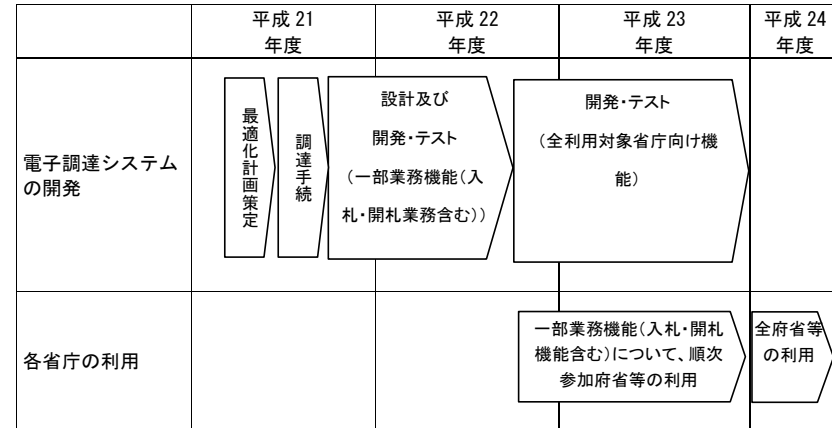 平成 21
年度
平成 22
年度
平成 23
年度
平成 24
年度
電子調達システム
の開発
最適化計画策定
調達手続
設計及び
開発・テスト
(一部業務機能(入
札・開札業務含む))
開発・テスト
(全利用対象省庁向け機
能)
各省庁の利用
一部業務機能(入札・開札
機能含む)について、順次
参加府省等の利用
全府省等
の利用